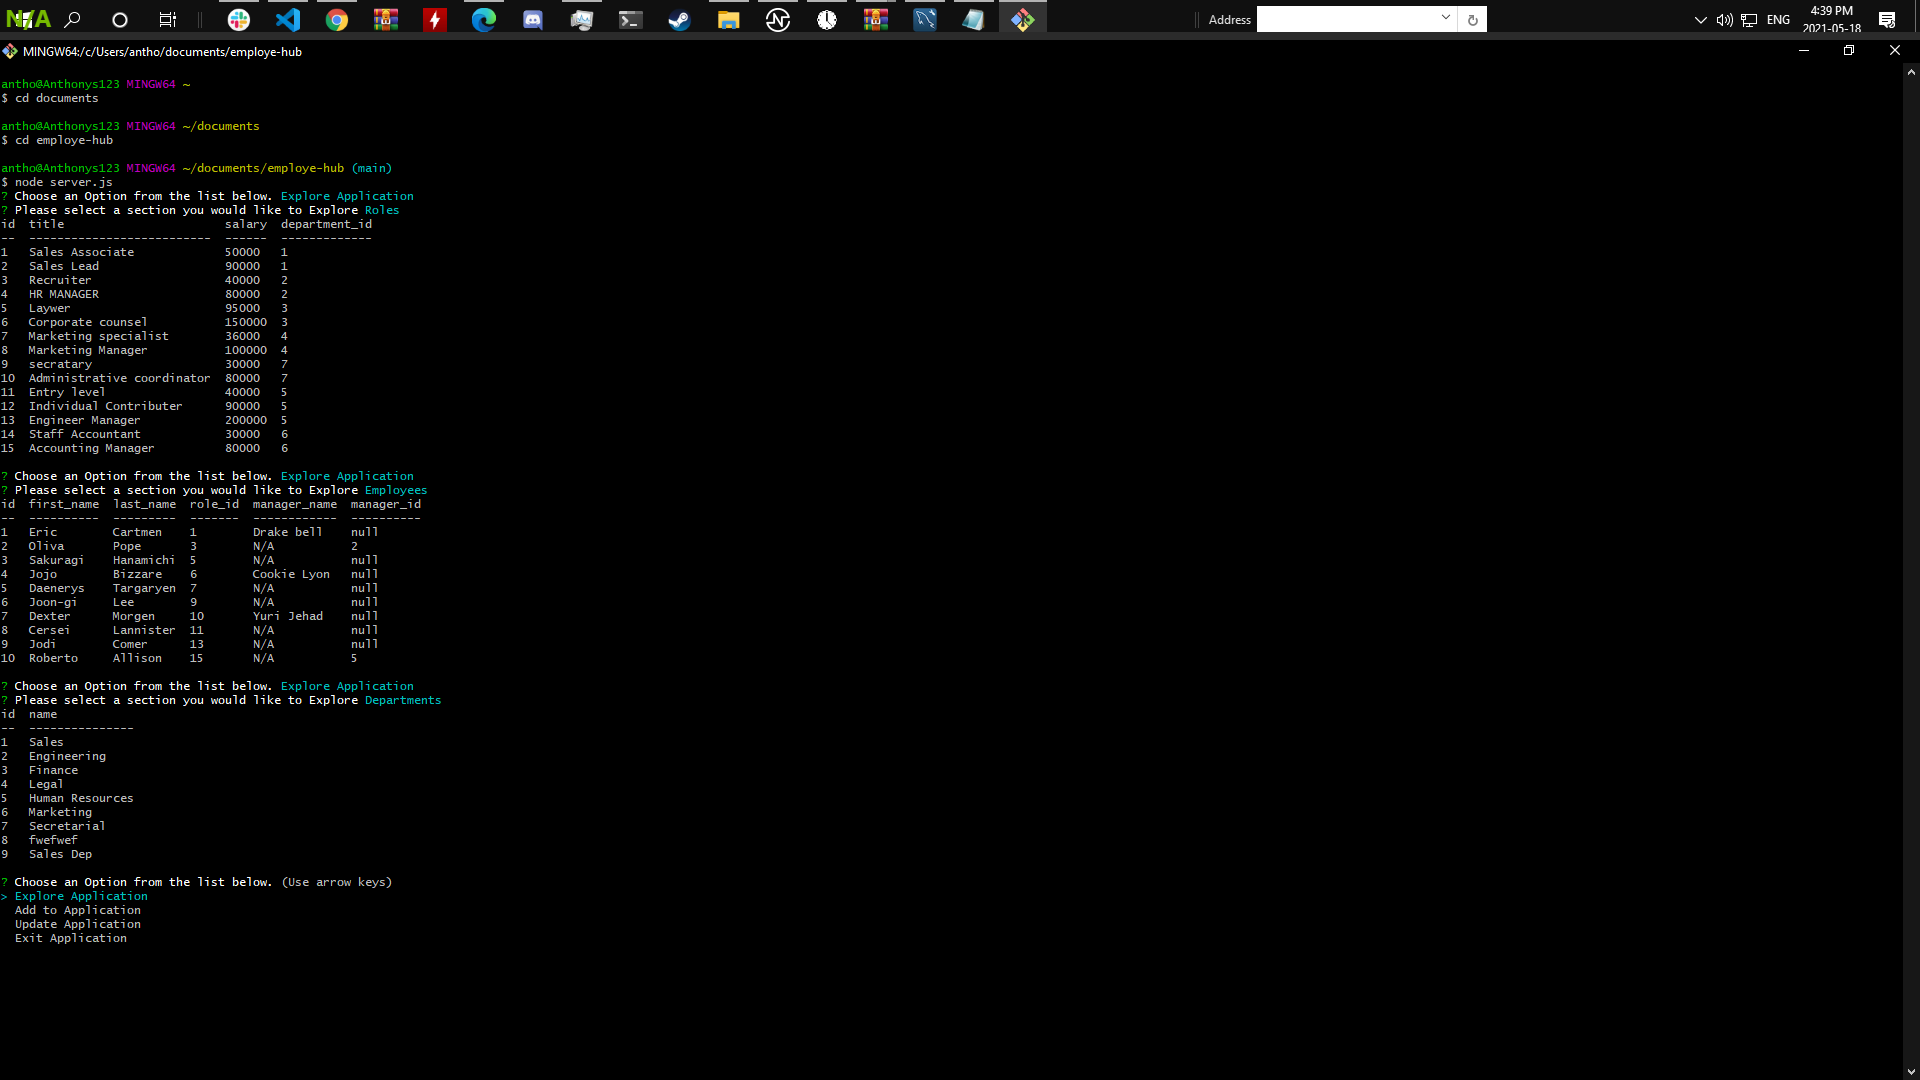 N/A
Address
ENG
4:39 PM
2021-05-18
MINGW64:/c/Users/antho/documents/employe-hub
antho@Anthonys123 MINGW64 ~
$ cd documents
antho@Anthonys123 MINGW64 ~/documents
$ cd employe-hub
antho@Anthonys123 MINGW64 ~/documents/employe-hub (main)
$ node server.js
? Choose an Option from the list below. Explore Application
? Please select a section you would like to Explore Roles
id  title                       salary  department_id
--  --------------------------  ------  -------------
1   Sales Associate             50000   1
2   Sales Lead                  90000   1
3   Recruiter                   40000   2
4   HR MANAGER                  80000   2
5   Laywer                      95000   3
6   Corporate counsel           150000  3
7   Marketing specialist        36000   4
8   Marketing Manager           100000  4
9   secratary                   30000   7
10  Administrative coordinator  80000   7
11  Entry level                 40000   5
12  Individual Contributer      90000   5
13  Engineer Manager            200000  5
14  Staff Accountant            30000   6
15  Accounting Manager          80000   6
? Choose an Option from the list below. Explore Application
? Please select a section you would like to Explore Employees
id  first_name  last_name  role_id  manager_name  manager_id
--  ----------  ---------  -------  ------------  ----------
1   Eric        Cartmen    1        Drake bell    null
2   Oliva       Pope       3        N/A           2
3   Sakuragi    Hanamichi  5        N/A           null
4   Jojo        Bizzare    6        Cookie Lyon   null
5   Daenerys    Targaryen  7        N/A           null
6   Joon-gi     Lee        9        N/A           null
7   Dexter      Morgen     10       Yuri Jehad    null
8   Cersei      Lannister  11       N/A           null
9   Jodi        Comer      13       N/A           null
10  Roberto     Allison    15       N/A           5
? Choose an Option from the list below. Explore Application
? Please select a section you would like to Explore Departments
id  name
--  ---------------
1   Sales
2   Engineering
3   Finance
4   Legal
5   Human Resources
6   Marketing
7   Secretarial
8   fwefwef
9   Sales Dep
? Choose an Option from the list below. (Use arrow keys)
> Explore Application
  Add to Application
  Update Application
  Exit Application